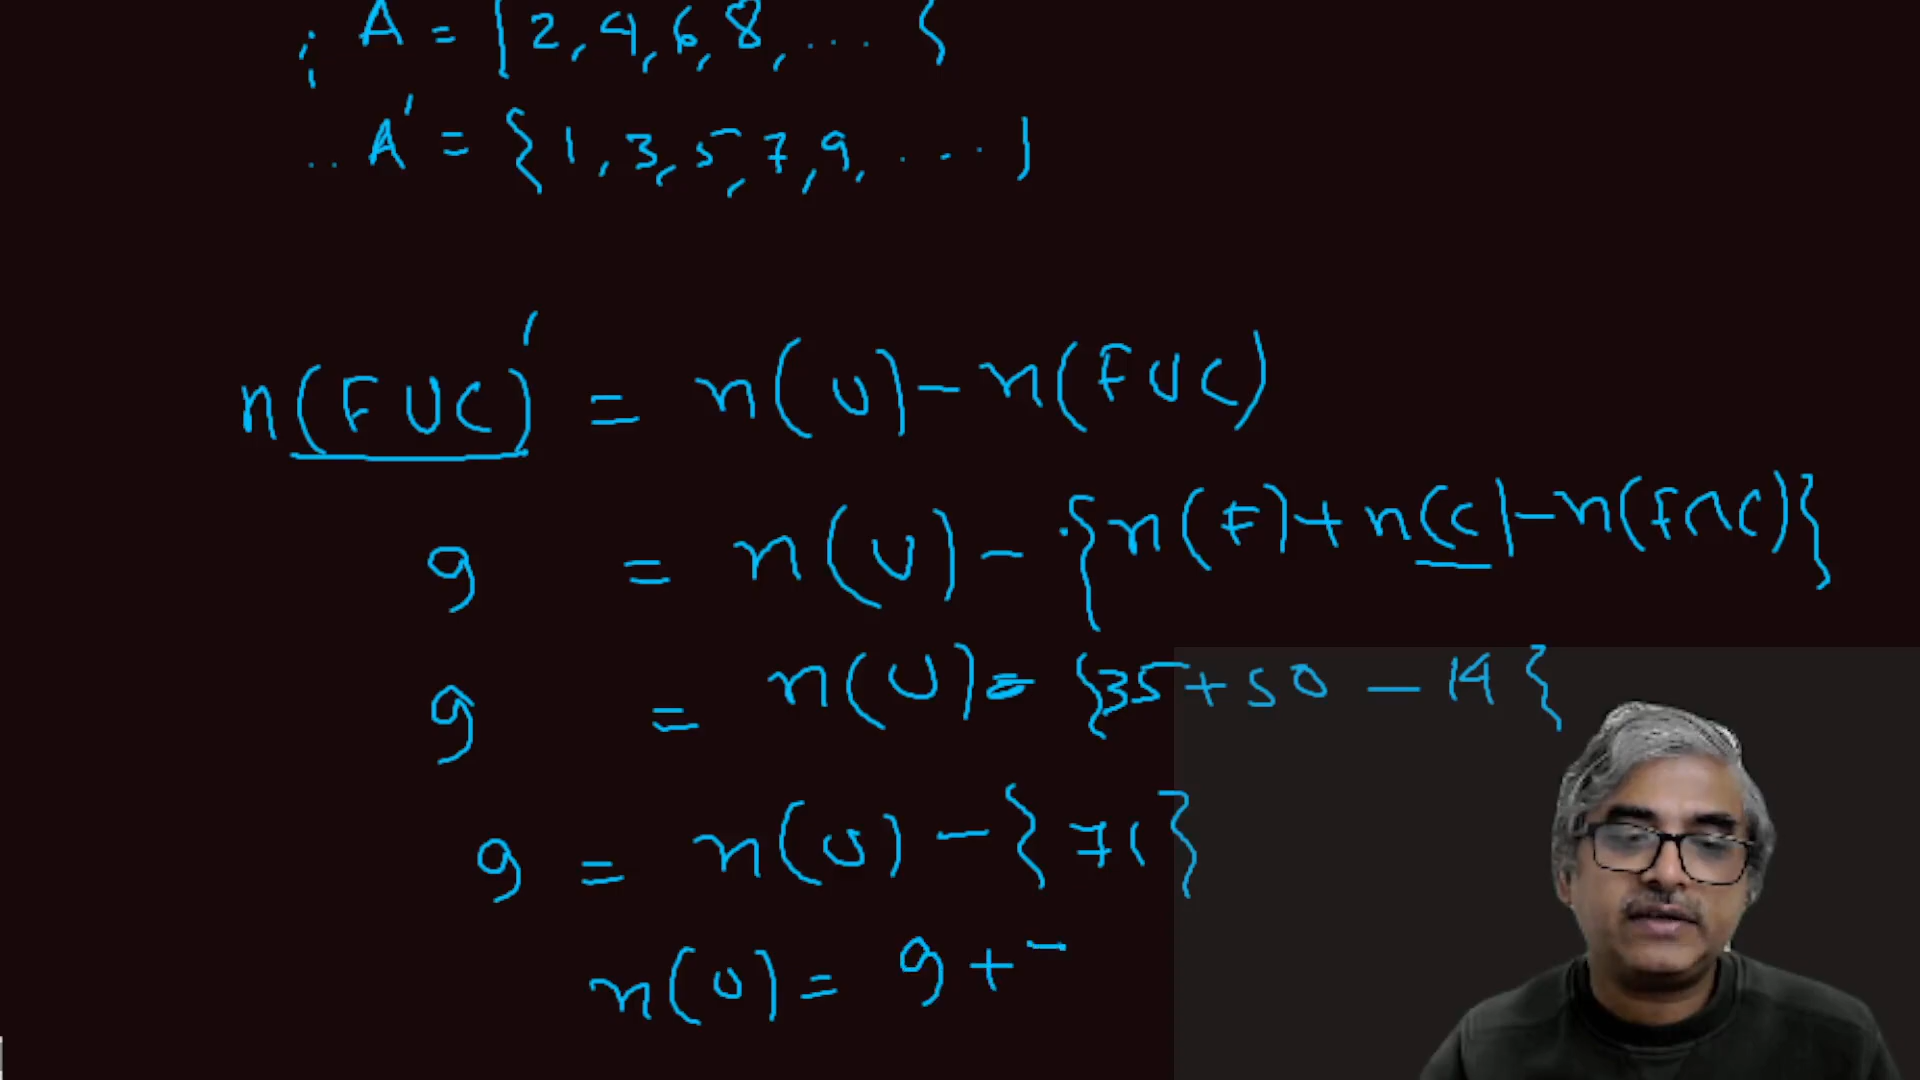 ; A = {2, 4, 6, 8, ... }
.. A' = {1, 3, 5, 7, 9, .... }
n(F∪C)' = n(U) - n(F∪C)
9 = n(U) - {n(F) + n(C) - n(F∩C)}
9 = n(U) - {35 + 50 - 14}
9 = n(U) - {71}
n(U) = 9 +